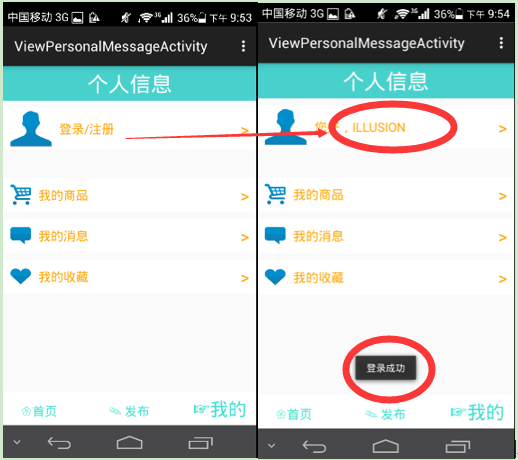 中国移动 3G 3G 36% 下午 9:53
ViewPersonalMessageActivity
个人信息
登录/注册 >
我的商品 >
我的消息 >
我的收藏 >
首页 发布 我的
中国移动 3G 3G 36% 下午 9:54
ViewPersonalMessageActivity
个人信息
，ILLUSION >
我的商品 >
我的消息 >
我的收藏 >
登录成功
首页 发布 我的